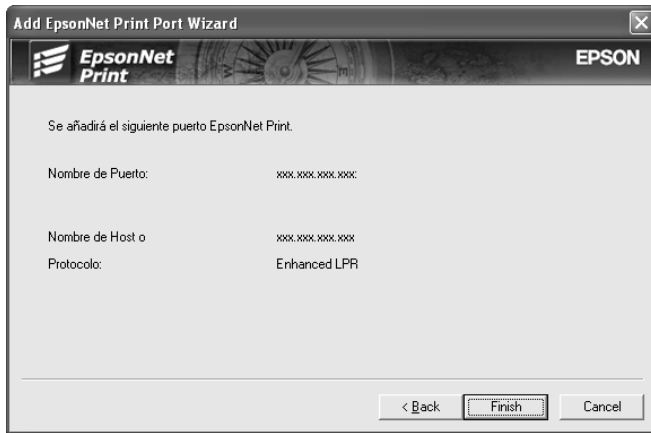 Add EpsonNet Print Port Wizard
EpsonNet
Print
EPSON
Se añadirá el siguiente puerto EpsonNet Print.
Nombre de Puerto: xxx.xxx.xxx.xxx:
Nombre de Host o xxx.xxx.xxx.xxx
Protocolo: Enhanced LPR
< Back Finish Cancel